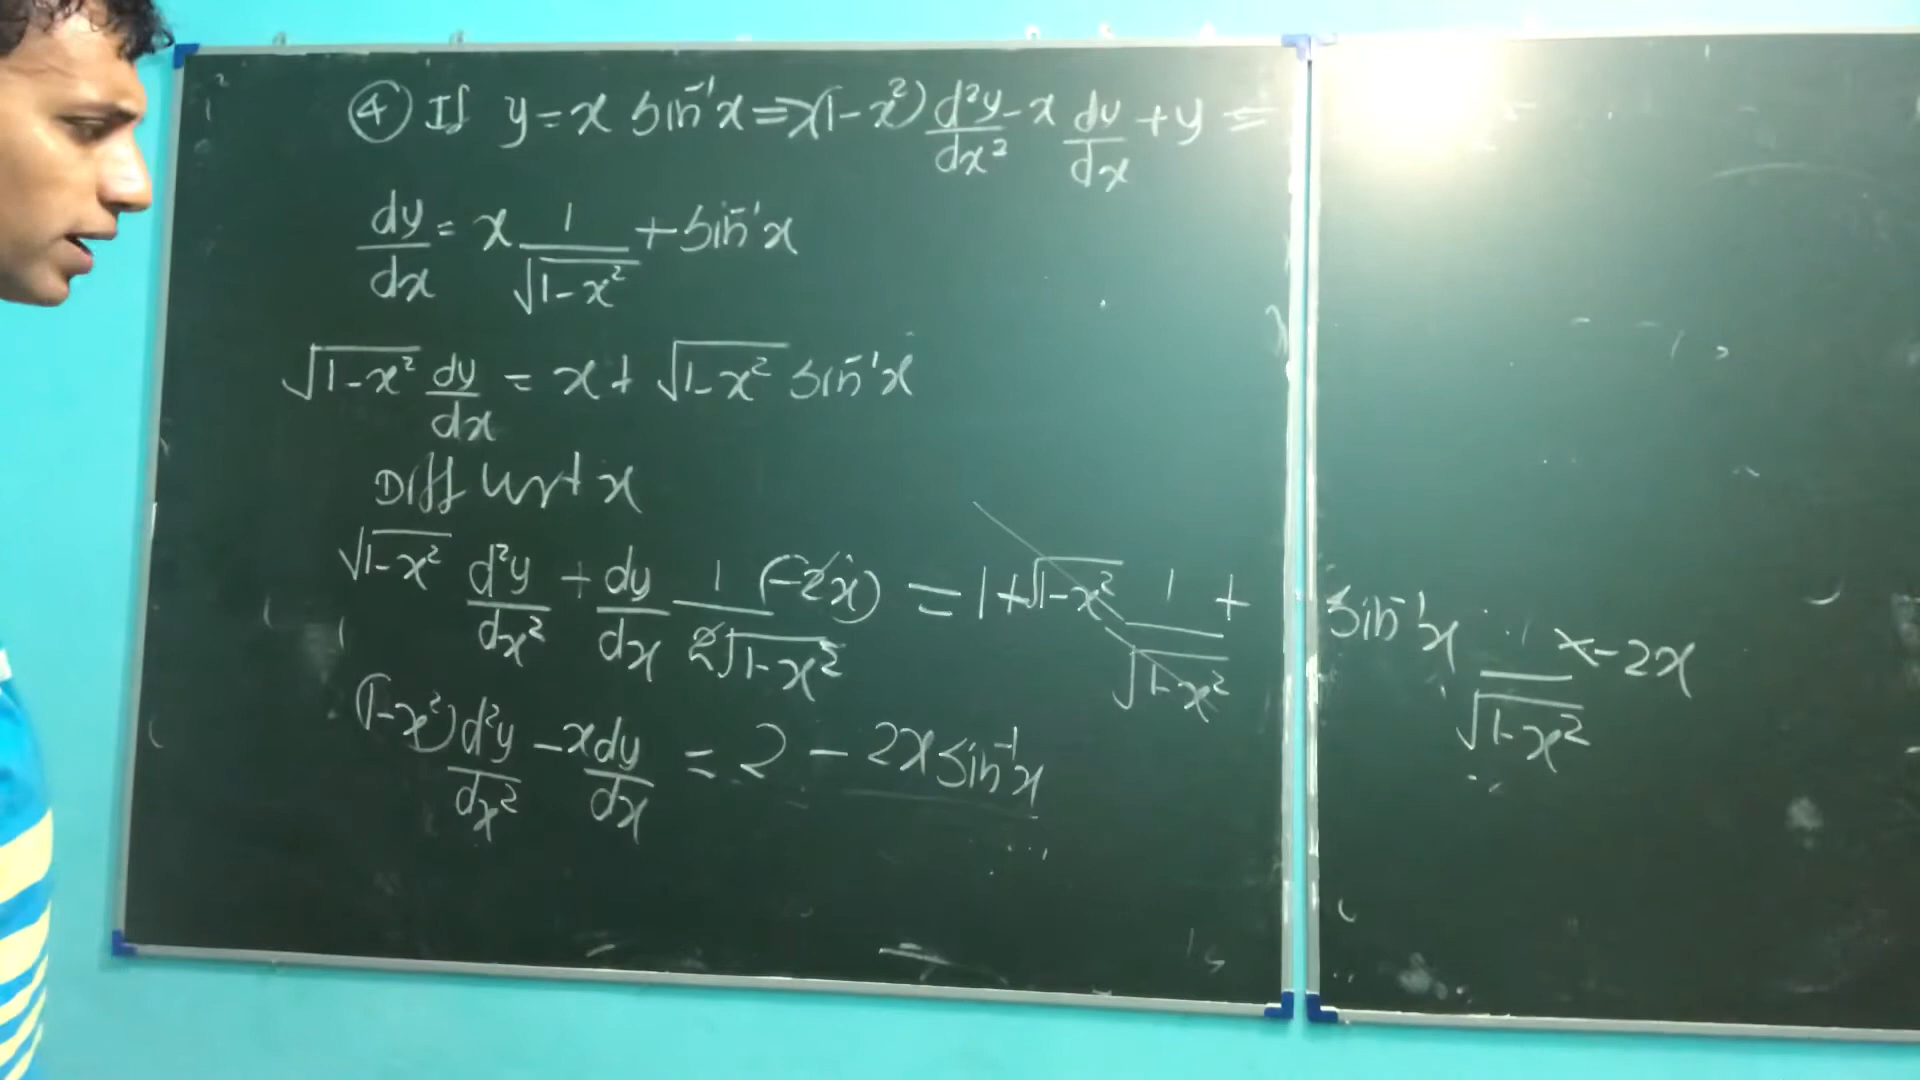 ④ If y = x sin⁻¹x ⇒ (1-x²) d²y/dx² - x dy/dx + y =
dy/dx = x 1/√(1-x²) + sin⁻¹x
√(1-x²) dy/dx = x + √(1-x²) sin⁻¹x
Diff wrt x
√(1-x²) d²y/dx² + dy/dx 1/(2√(1-x²)) (-2x) = 1 + √(1-x²) 1/√(1-x²) + sin⁻¹x 1/√(1-x²) × -2x
(1-x²) d²y/dx² - x dy/dx = 2 - 2x sin⁻¹x